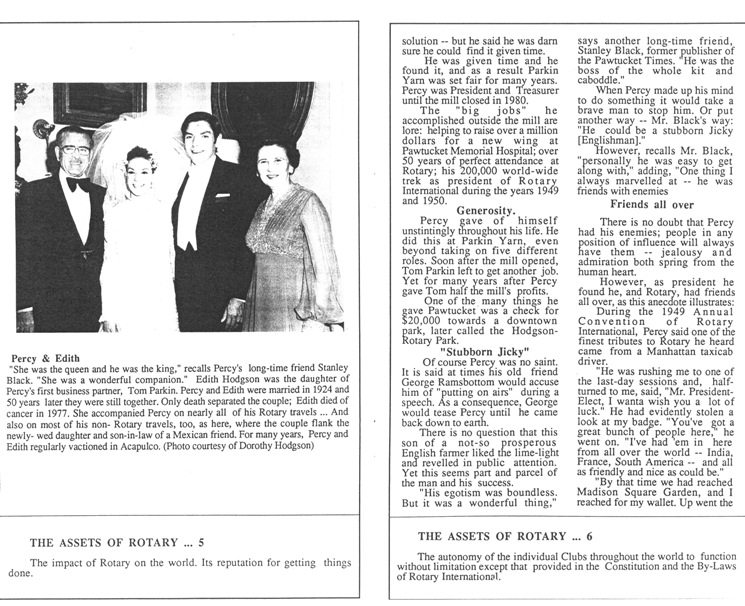 Percy & Edith
"She was the queen and he was the king," recalls Percy's long-time friend Stanley
Black. "She was a wonderful companion." Edith Hodgson was the daughter of
Percy's first business partner, Tom Parkin. Percy and Edith were married in 1924 and
50 years later they were still together. Only death separated the couple; Edith died of
cancer in 1977. She accompanied Percy on nearly all of his Rotary travels ... And
also on most of his non- Rotary travels, too, as here, where the couple flank the
newly- wed daughter and son-in-law of a Mexican friend. For many years, Percy and
Edith regularly vactioned in Acapulco. (Photo courtesy of Dorothy Hodgson)
THE ASSETS OF ROTARY ... 5
The impact of Rotary on the world. Its reputation for getting things
done.
solution -- but he said he was darn
sure he could find it given time.
He was given time and he
found it, and as a result Parkin
Yarn was set fair for many years.
Percy was President and Treasurer
until the mill closed in 1980.
The "big jobs" he
accomplished outside the mill are
lore: helping to raise over a million
dollars for a new wing at
Pawtucket Memorial Hospital; over
50 years of perfect attendance at
Rotary; his 200,000 world-wide
trek as president of Rotary
International during the years 1949
and 1950.
Generosity.
Percy gave of himself
unstintingly throughout his life. He
did this at Parkin Yarn, even
beyond taking on five different
roles. Soon after the mill opened,
Tom Parkin left to get another job.
Yet for many years after Percy
gave Tom half the mill's profits.
One of the many things he
gave Pawtucket was a check for
$20,000 towards a downtown
park, later called the Hodgson-
Rotary Park.
"Stubborn Jicky"
Of course Percy was no saint.
It is said at times his old friend
George Ramsbottom would accuse
him of "putting on airs" during a
speech. As a consequence, George
would tease Percy until he came
back down to earth.
There is no question that this
son of a not-so prosperous
English farmer liked the lime-light
and revelled in public attention.
Yet this seems part and parcel of
the man and his success.
"His egotism was boundless.
But it was a wonderful thing,"
says another long-time friend,
Stanley Black, former publisher of
the Pawtucket Times. "He was the
boss of the whole kit and
caboddle."
When Percy made up his mind
to do something it would take a
brave man to stop him. Or put
another way -- Mr. Black's way:
"He could be a stubborn Jicky
[Englishman]."
However, recalls Mr. Black,
"personally he was easy to get
along with," adding, "One thing I
always marvelled at -- he was
friends with enemies
Friends all over
There is no doubt that Percy
had his enemies; people in any
position of influence will always
have them -- jealousy and
admiration both spring from the
human heart.
However, as president he
found he, and Rotary, had friends
all over, as this anecdote illustrates:
During the 1949 Annual
Convention of Rotary
International, Percy said one of the
finest tributes to Rotary he heard
came from a Manhattan taxicab
driver.
"He was rushing me to one of
the last-day sessions and, half-
turned to me, said, "Mr. President-
Elect, I wanta wish you a lot of
luck." He had evidently stolen a
look at my badge. "You've got a
great bunch of people here," he
went on. "I've had 'em in here
from all over the world -- India,
France, South America -- and all
as friendly and nice as could be."
"By that time we had reached
Madison Square Garden, and I
reached for my wallet. Up went the
THE ASSETS OF ROTARY ... 6
The autonomy of the individual Clubs throughout the world to function
without limitation except that provided in the Constitution and the By-Laws
of Rotary International.